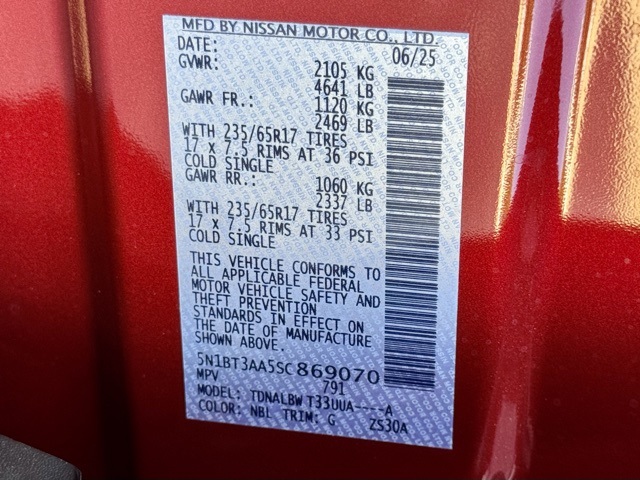 MFD BY NISSAN MOTOR CO., LTD.
DATE: 06/25
GVWR: 2105 KG
4641 LB
GAWR FR.: 1120 KG
2469 LB
WITH 235/65R17 TIRES
17 x 7.5 RIMS AT 36 PSI
COLD SINGLE
GAWR RR.: 1060 KG
2337 LB
WITH 235/65R17 TIRES
17 x 7.5 RIMS AT 33 PSI
COLD SINGLE
THIS VEHICLE CONFORMS TO
ALL APPLICABLE FEDERAL
MOTOR VEHICLE SAFETY AND
THEFT PREVENTION
STANDARDS IN EFFECT ON
THE DATE OF MANUFACTURE
SHOWN ABOVE.
5N1BT3AA5SC869070
MPV 791
MODEL: TDNALBW T33UUA----A
COLOR: NBL TRIM: G ZS30A